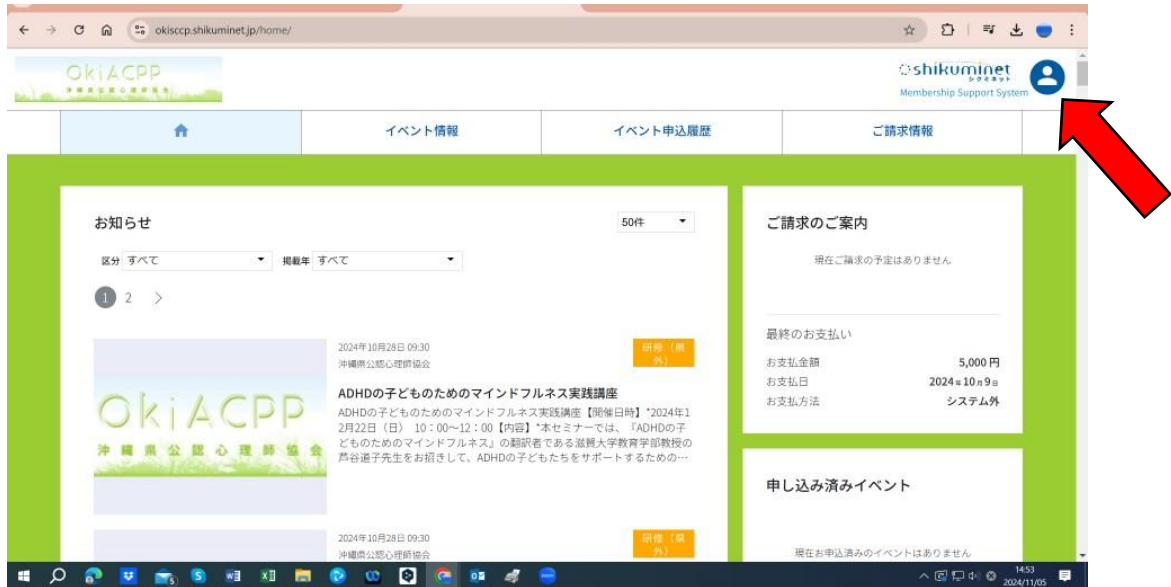 okisccp.shikuminet.jp/home/
OkiACPP
沖縄県公認心理師協会
shikuminet
シクミネット
Membership Support System
イベント情報
イベント申込履歴
ご請求情報
お知らせ
50件
区分 すべて
掲載年 すべて
1 2 >
2024年10月28日 09:30
研修（県外）
沖縄県公認心理師協会
ADHDの子どものためのマインドフルネス実践講座
ADHDの子どものためのマインドフルネス実践講座【開催日時】*2024年1
2月22日（日） 10：00～12：00【内容】*本セミナーでは、『ADHDの子
どものためのマインドフルネス』の翻訳者である滋賀大学教育学部教授の
芦谷道子先生をお招きして、ADHDの子どもたちをサポートするための…
OkiACPP
沖縄県公認心理師協会
2024年10月28日 09:30
研修（県外）
沖縄県公認心理師協会
ご請求のご案内
現在ご請求の予定はありません
最終のお支払い
お支払金額 5,000 円
お支払日 2024年10月9日
お支払方法 システム外
申し込み済みイベント
現在お申込済みのイベントはありません
14:53
2024/11/05